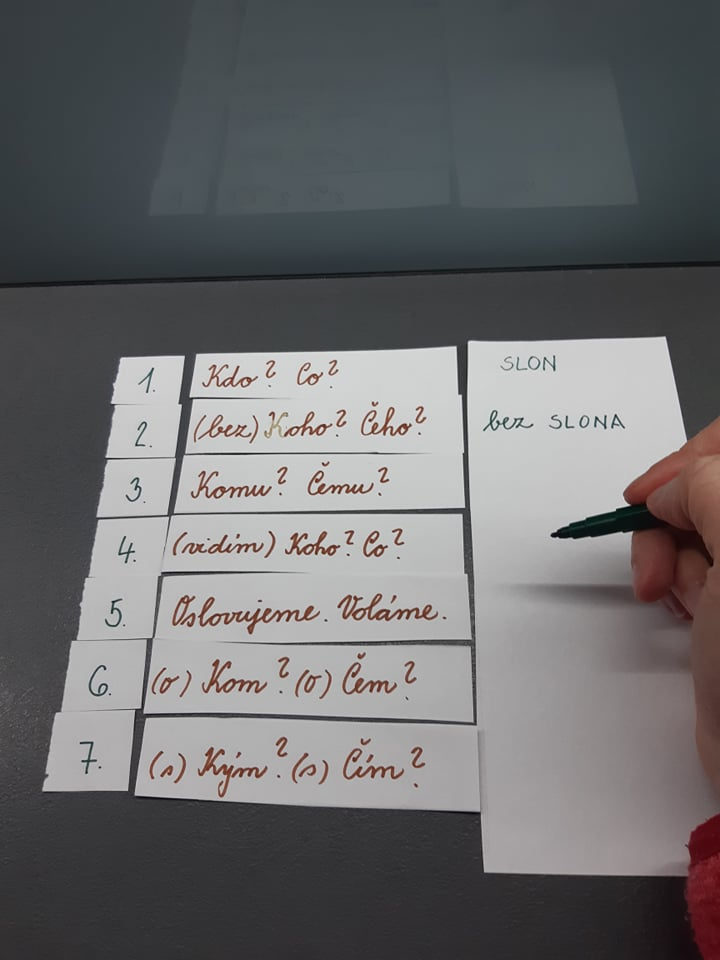 1. Kdo? Co? SLON
2. (bez) Koho? Čeho? bez SLONA
3. Komu? Čemu?
4. (vidím) Koho? Co?
5. Oslovujeme. Voláme.
6. (o) Kom? (o) Čem?
7. (s) Kým? (s) Čím?